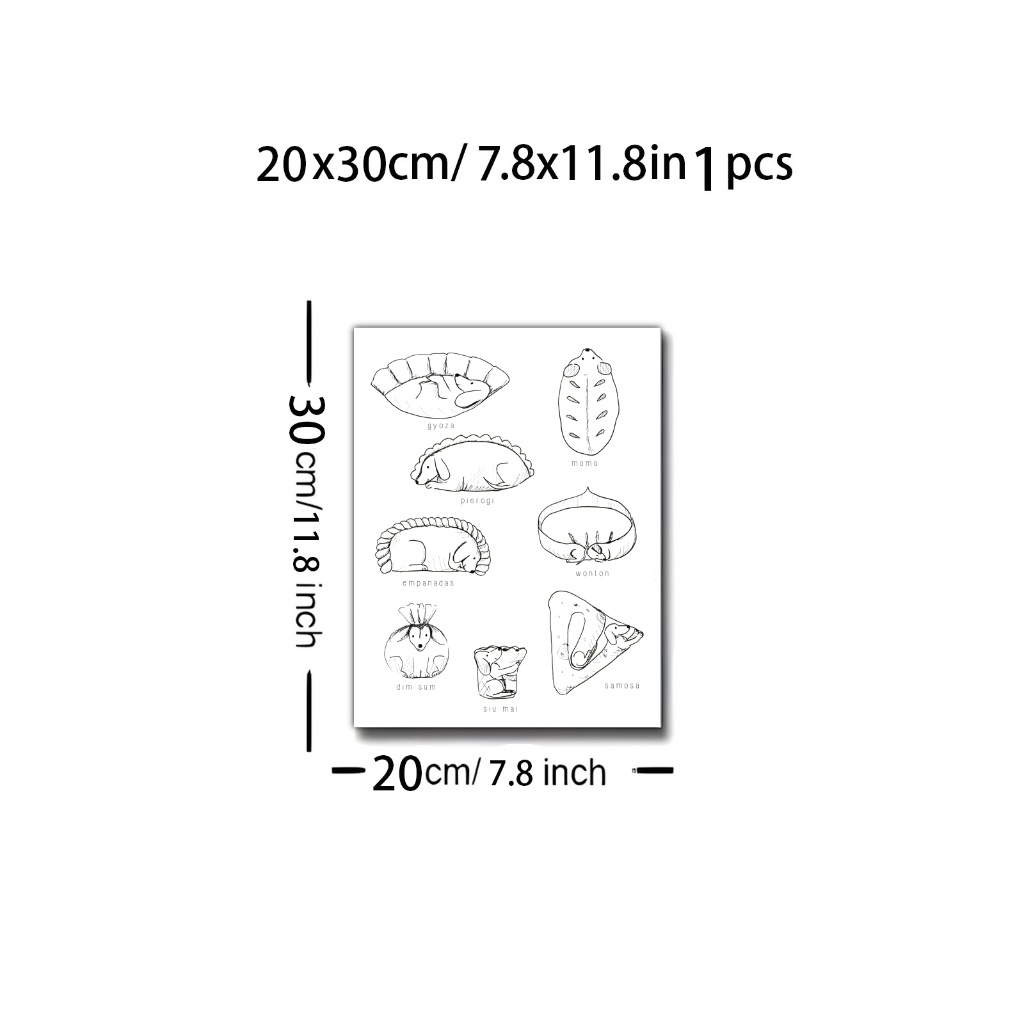 20x30cm/ 7.8x11.8in 1 pcs
30cm/11.8 inch
gyoza
momo
pierogi
empanadas
wonton
dim sum
siu mai
samosa
20cm/ 7.8 inch